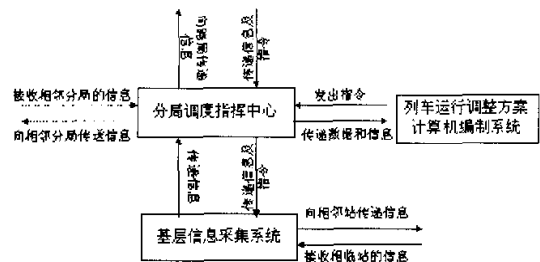 向路局传递
信息
传递信息及
指令
接收相邻分局的信息
向相邻分局传送信息
分局调度指挥中心
发出指令
传递数据和信息
列车运行调整方案
计算机编制系统
传递信息
传递信息及
指令
基层信息采集系统
向相邻站传递信息
接收相临站的信息